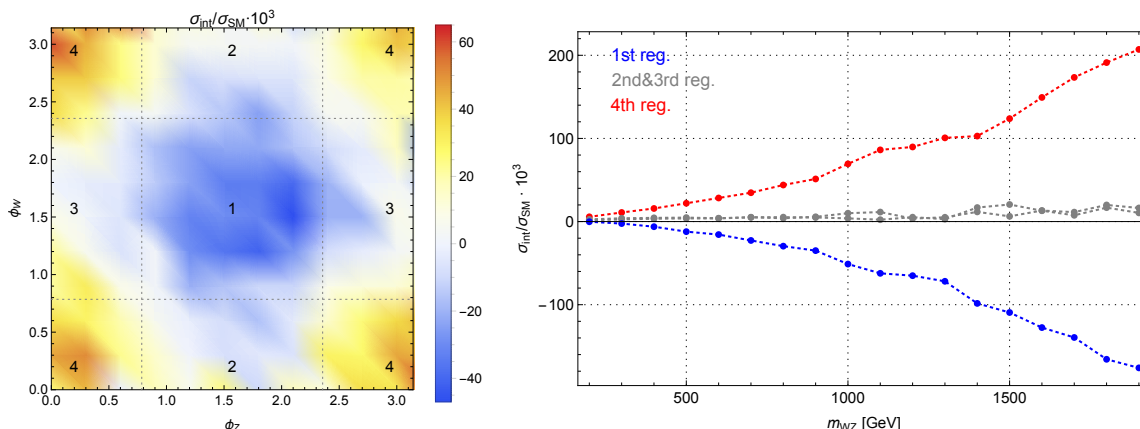 σint/σSM·10³
4 2 4
3 1 3
4 2 4
3.0
2.5
2.0
1.5
1.0
0.5
0.0
0.0 0.5 1.0 1.5 2.0 2.5 3.0
ϕZ
ϕW
60
40
20
0
−20
−40
1st reg.
2nd&3rd reg.
4th reg.
200
100
0
−100
σint/σSM · 10³
500 1000 1500
mWZ [GeV]